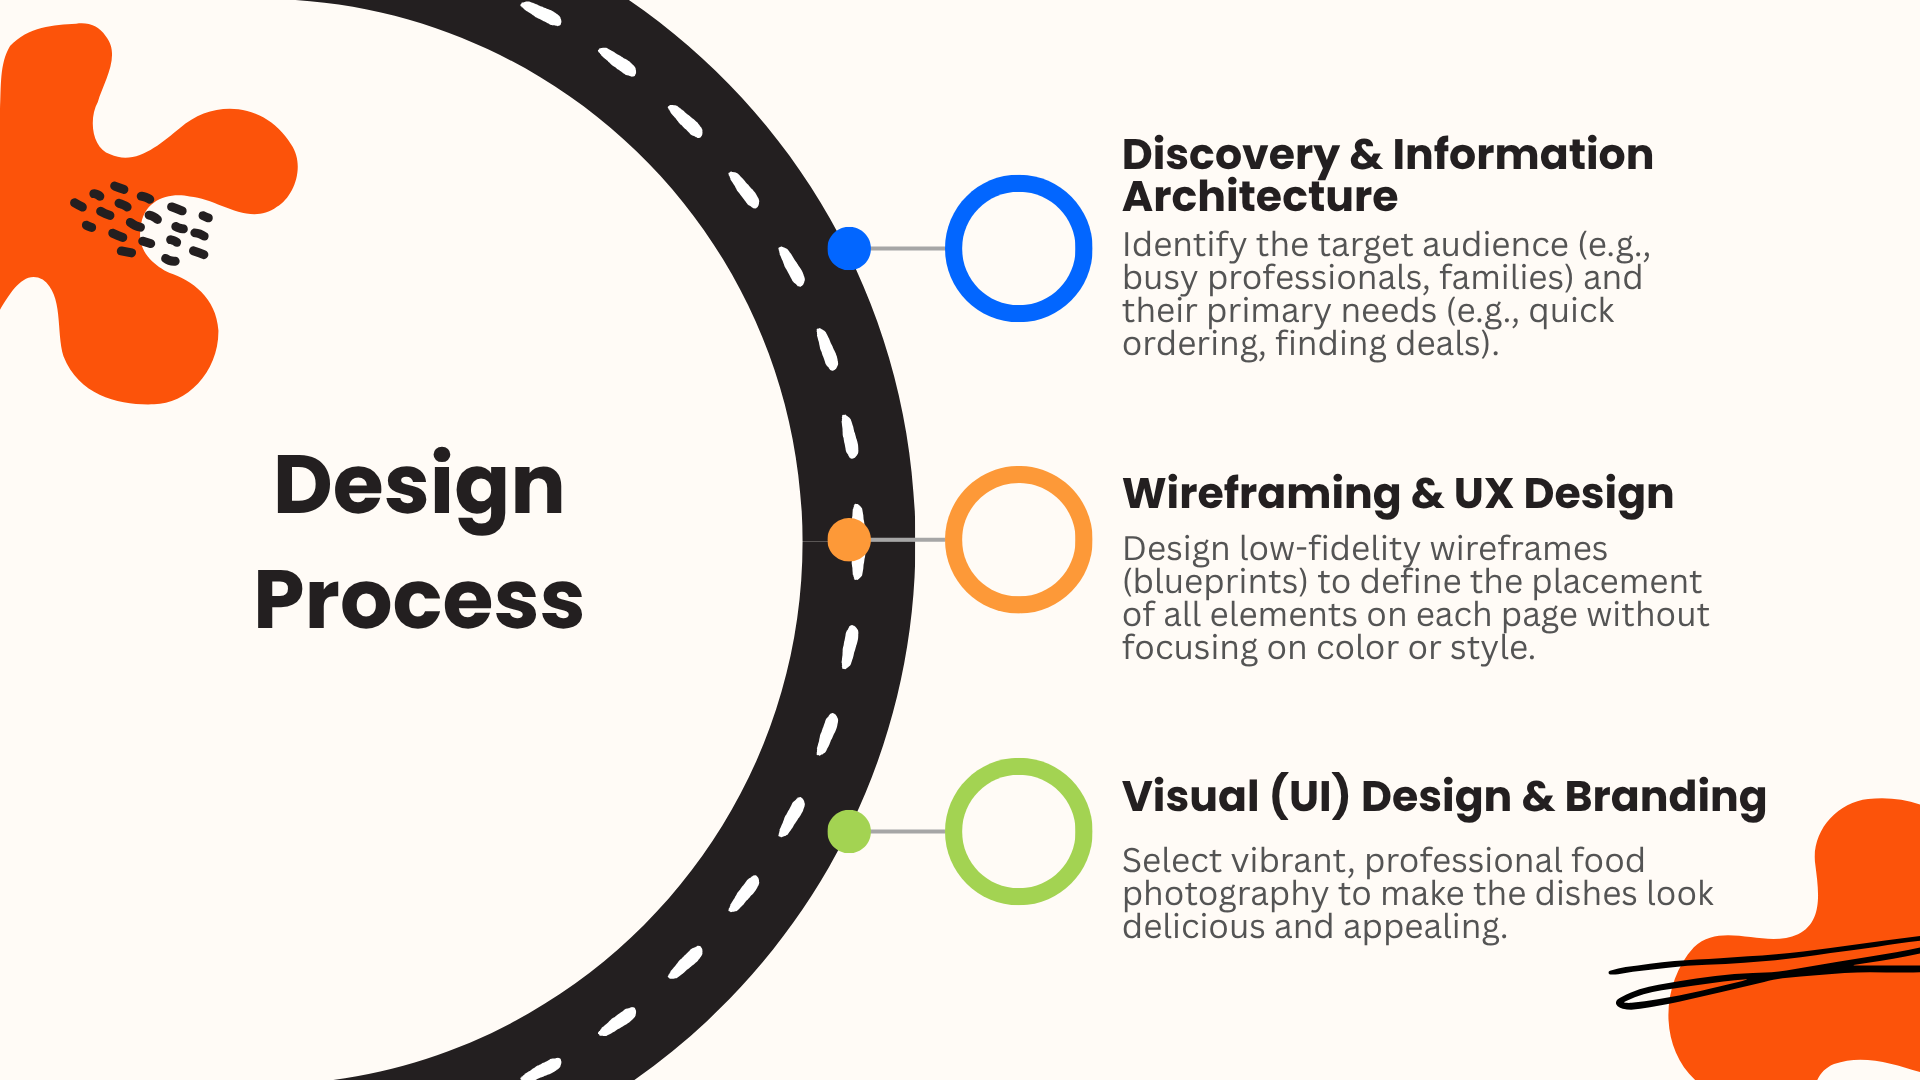 Design
Process
Discovery & Information
Architecture
Identify the target audience (e.g.,
busy professionals, families) and
their primary needs (e.g., quick
ordering, finding deals).
Wireframing & UX Design
Design low-fidelity wireframes
(blueprints) to define the placement
of all elements on each page without
focusing on color or style.
Visual (UI) Design & Branding
Select vibrant, professional food
photography to make the dishes look
delicious and appealing.